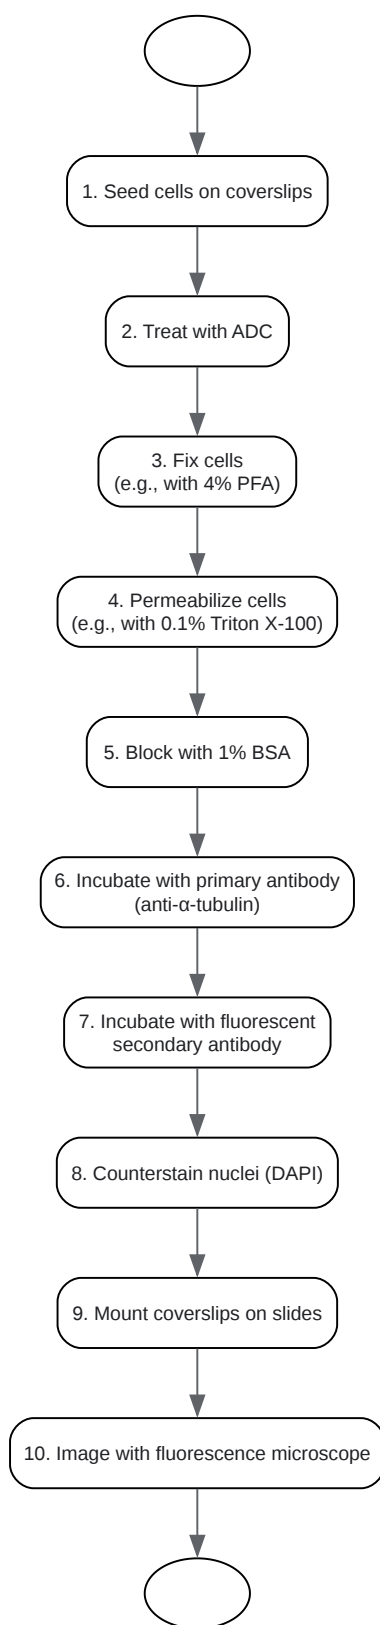 1. Seed cells on coverslips
2. Treat with ADC
3. Fix cells
(e.g., with 4% PFA)
4. Permeabilize cells
(e.g., with 0.1% Triton X-100)
5. Block with 1% BSA
6. Incubate with primary antibody
(anti-α-tubulin)
7. Incubate with fluorescent
secondary antibody
8. Counterstain nuclei (DAPI)
9. Mount coverslips on slides
10. Image with fluorescence microscope